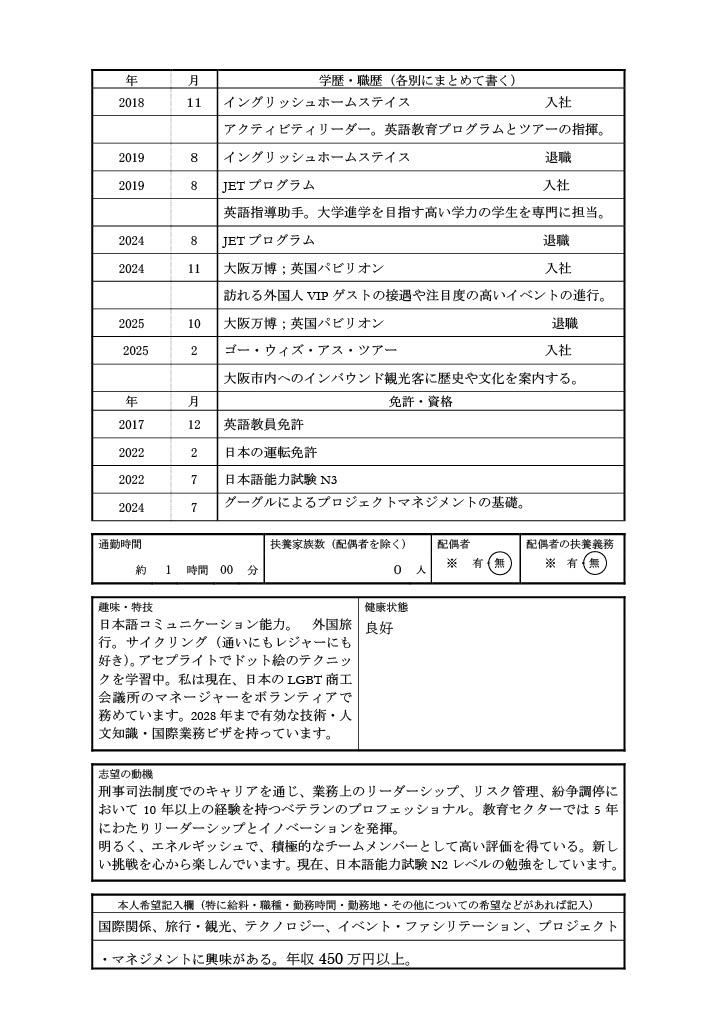 年 月 学歴・職歴（各別にまとめて書く）
2018 11 イングリッシュホームステイス 入社
アクティビティリーダー。英語教育プログラムとツアーの指揮。
2019 8 イングリッシュホームステイス 退職
2019 8 JET プログラム 入社
英語指導助手。大学進学を目指す高い学力の学生を専門に担当。
2024 8 JET プログラム 退職
2024 11 大阪万博；英国パビリオン 入社
訪れる外国人 VIP ゲストの接遇や注目度の高いイベントの進行。
2025 10 大阪万博；英国パビリオン 退職
2025 2 ゴー・ウィズ・アス・ツアー 入社
大阪市内へのインバウンド観光客に歴史や文化を案内する。
年 月 免許・資格
2017 12 英語教員免許
2022 2 日本の運転免許
2022 7 日本語能力試験 N3
2024 7 グーグルによるプロジェクトマネジメントの基礎。
通勤時間 扶養家族数（配偶者を除く） 配偶者 配偶者の扶養義務
約 1 時間 00 分 0 人 ※ 有・無 ※ 有・無
趣味・特技
日本語コミュニケーション能力。 外国旅
行。サイクリング（通いにもレジャーにも
好き）。アセプライトでドット絵のテクニッ
クを学習中。私は現在、日本の LGBT 商工
会議所のマネージャーをボランティアで
務めています。2028 年まで有効な技術・人
文知識・国際業務ビザを持っています。
健康状態
良好
志望の動機
刑事司法制度でのキャリアを通じ、業務上のリーダーシップ、リスク管理、紛争調停に
おいて 10 年以上の経験を持つベテランのプロフェッショナル。教育セクターでは 5 年
にわたりリーダーシップとイノベーションを発揮。
明るく、エネルギッシュで、積極的なチームメンバーとして高い評価を得ている。新し
い挑戦を心から楽しんでいます。現在、日本語能力試験 N2 レベルの勉強をしています。
本人希望記入欄（特に給料・職種・勤務時間・勤務地・その他についての希望などがあれば記入）
国際関係、旅行・観光、テクノロジー、イベント・ファシリテーション、プロジェクト
・マネジメントに興味がある。年収 450 万円以上。